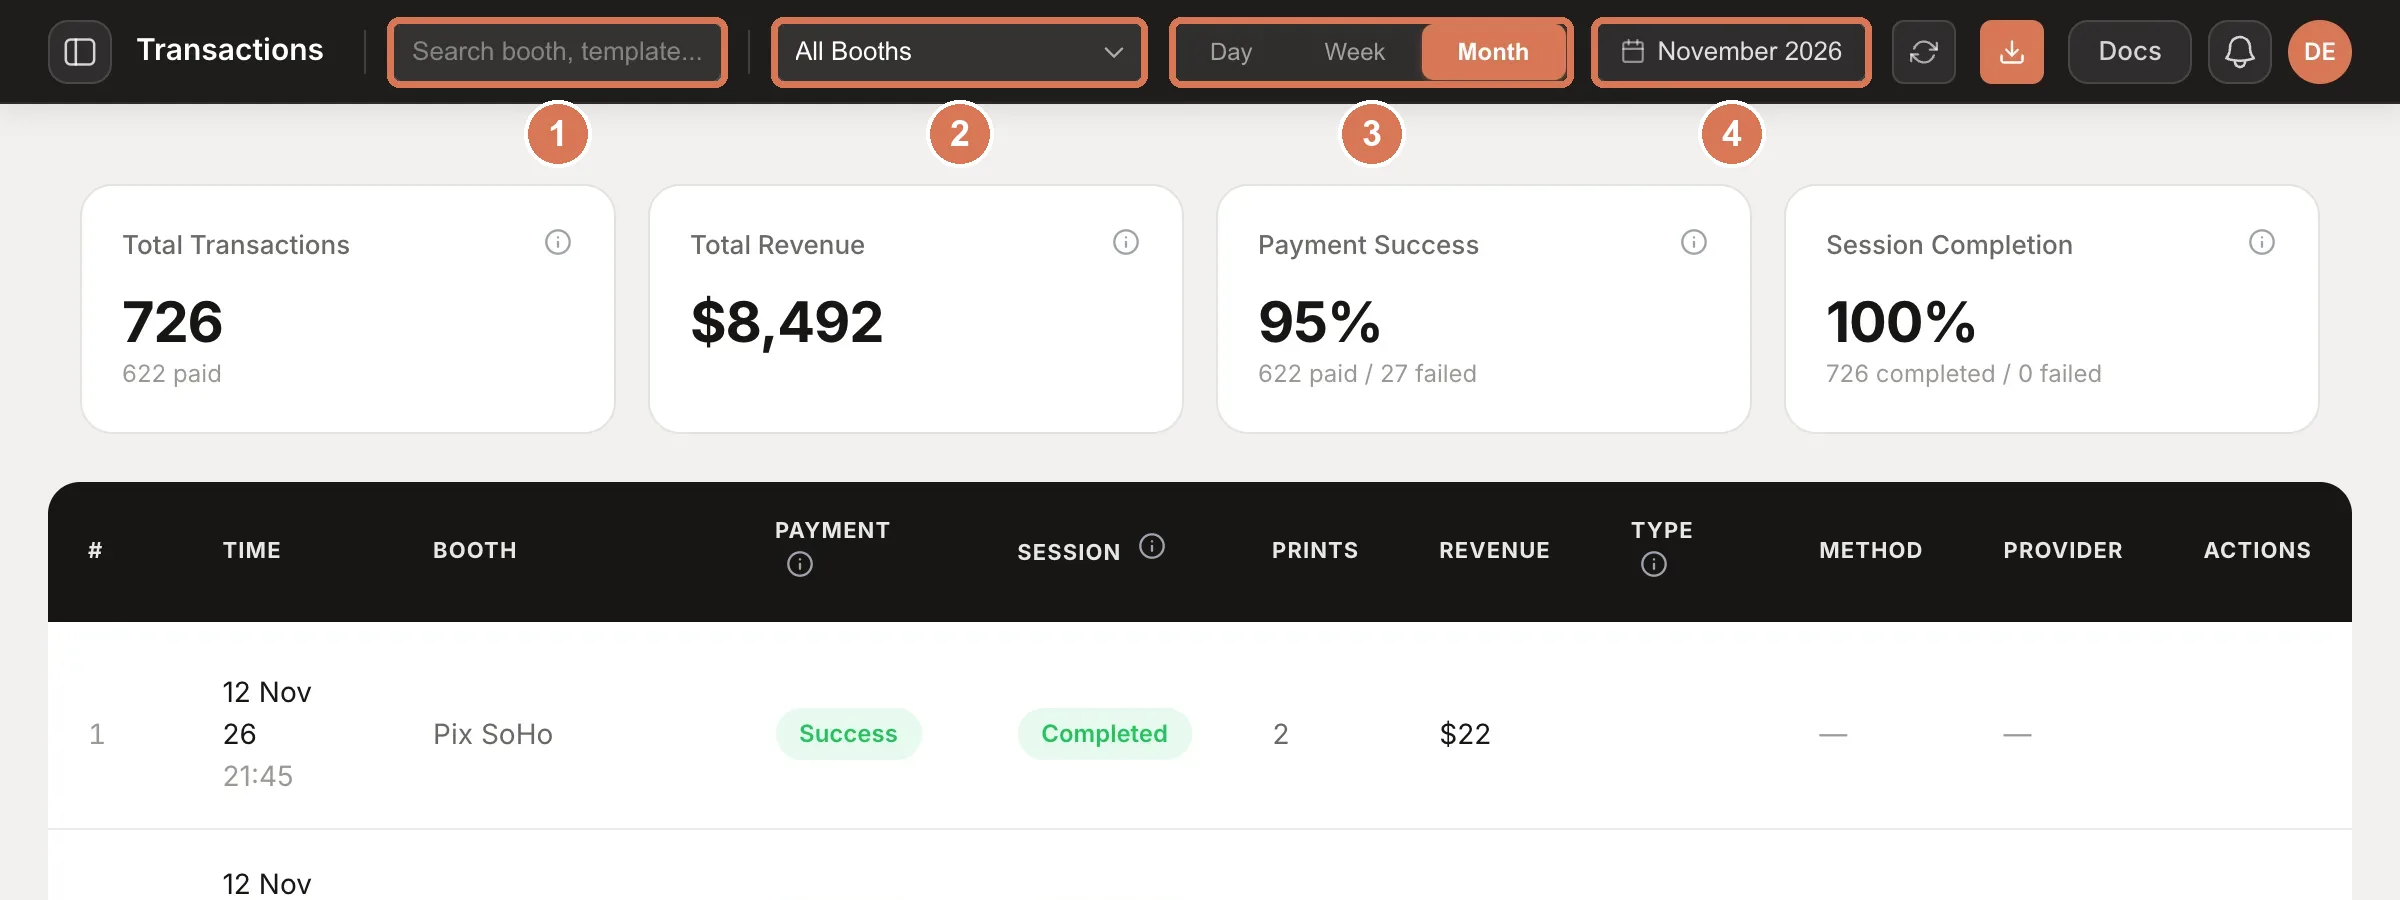 Transactions
Search booth, template...
All Booths
Day Week Month
November 2026
Docs
DE
1 2 3 4
Total Transactions
726
622 paid
Total Revenue
$8,492
Payment Success
95%
622 paid / 27 failed
Session Completion
100%
726 completed / 0 failed
# TIME BOOTH PAYMENT SESSION PRINTS REVENUE TYPE METHOD PROVIDER ACTIONS
1
12 Nov
26
21:45
Pix SoHo
Success
Completed
2
$22
—
—
12 Nov